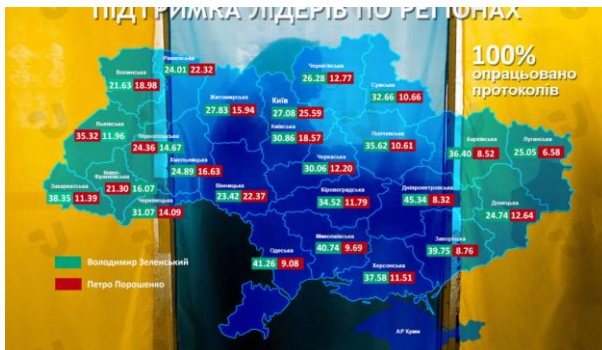 ПІДТРИМКА ЛІДЕРІВ ПО РЕГІОНАХ
100%
опрацьовано
протоколів
Рівненська
24.01 22.32
Волинська
21.63 18.98
Чернігівська
26.28 12.77
Сумська
32.66 10.66
Житомирська
27.83 15.94
Київ
27.08 25.59
Київська
30.86 18.57
Львівська
35.32 11.96
Тернопільська
24.36 14.67
Хмельницька
24.89 16.63
Полтавська
35.62 10.61
Харківська
36.40 8.52
Луганська
25.05 6.58
Черкаська
30.06 12.20
Івано-
Франківська
21.30 16.07
Закарпатська
38.35 11.39
Чернівецька
31.07 14.09
Вінницька
23.42 22.37
Кіровоградська
34.52 11.79
Дніпропетровська
45.34 8.32
Донецька
24.74 12.64
Миколаївська
40.74 9.69
Запорізька
39.75 8.76
Одеська
41.26 9.08
Херсонська
37.58 11.51
Володимир Зеленський
Петро Порошенко
АР Крим